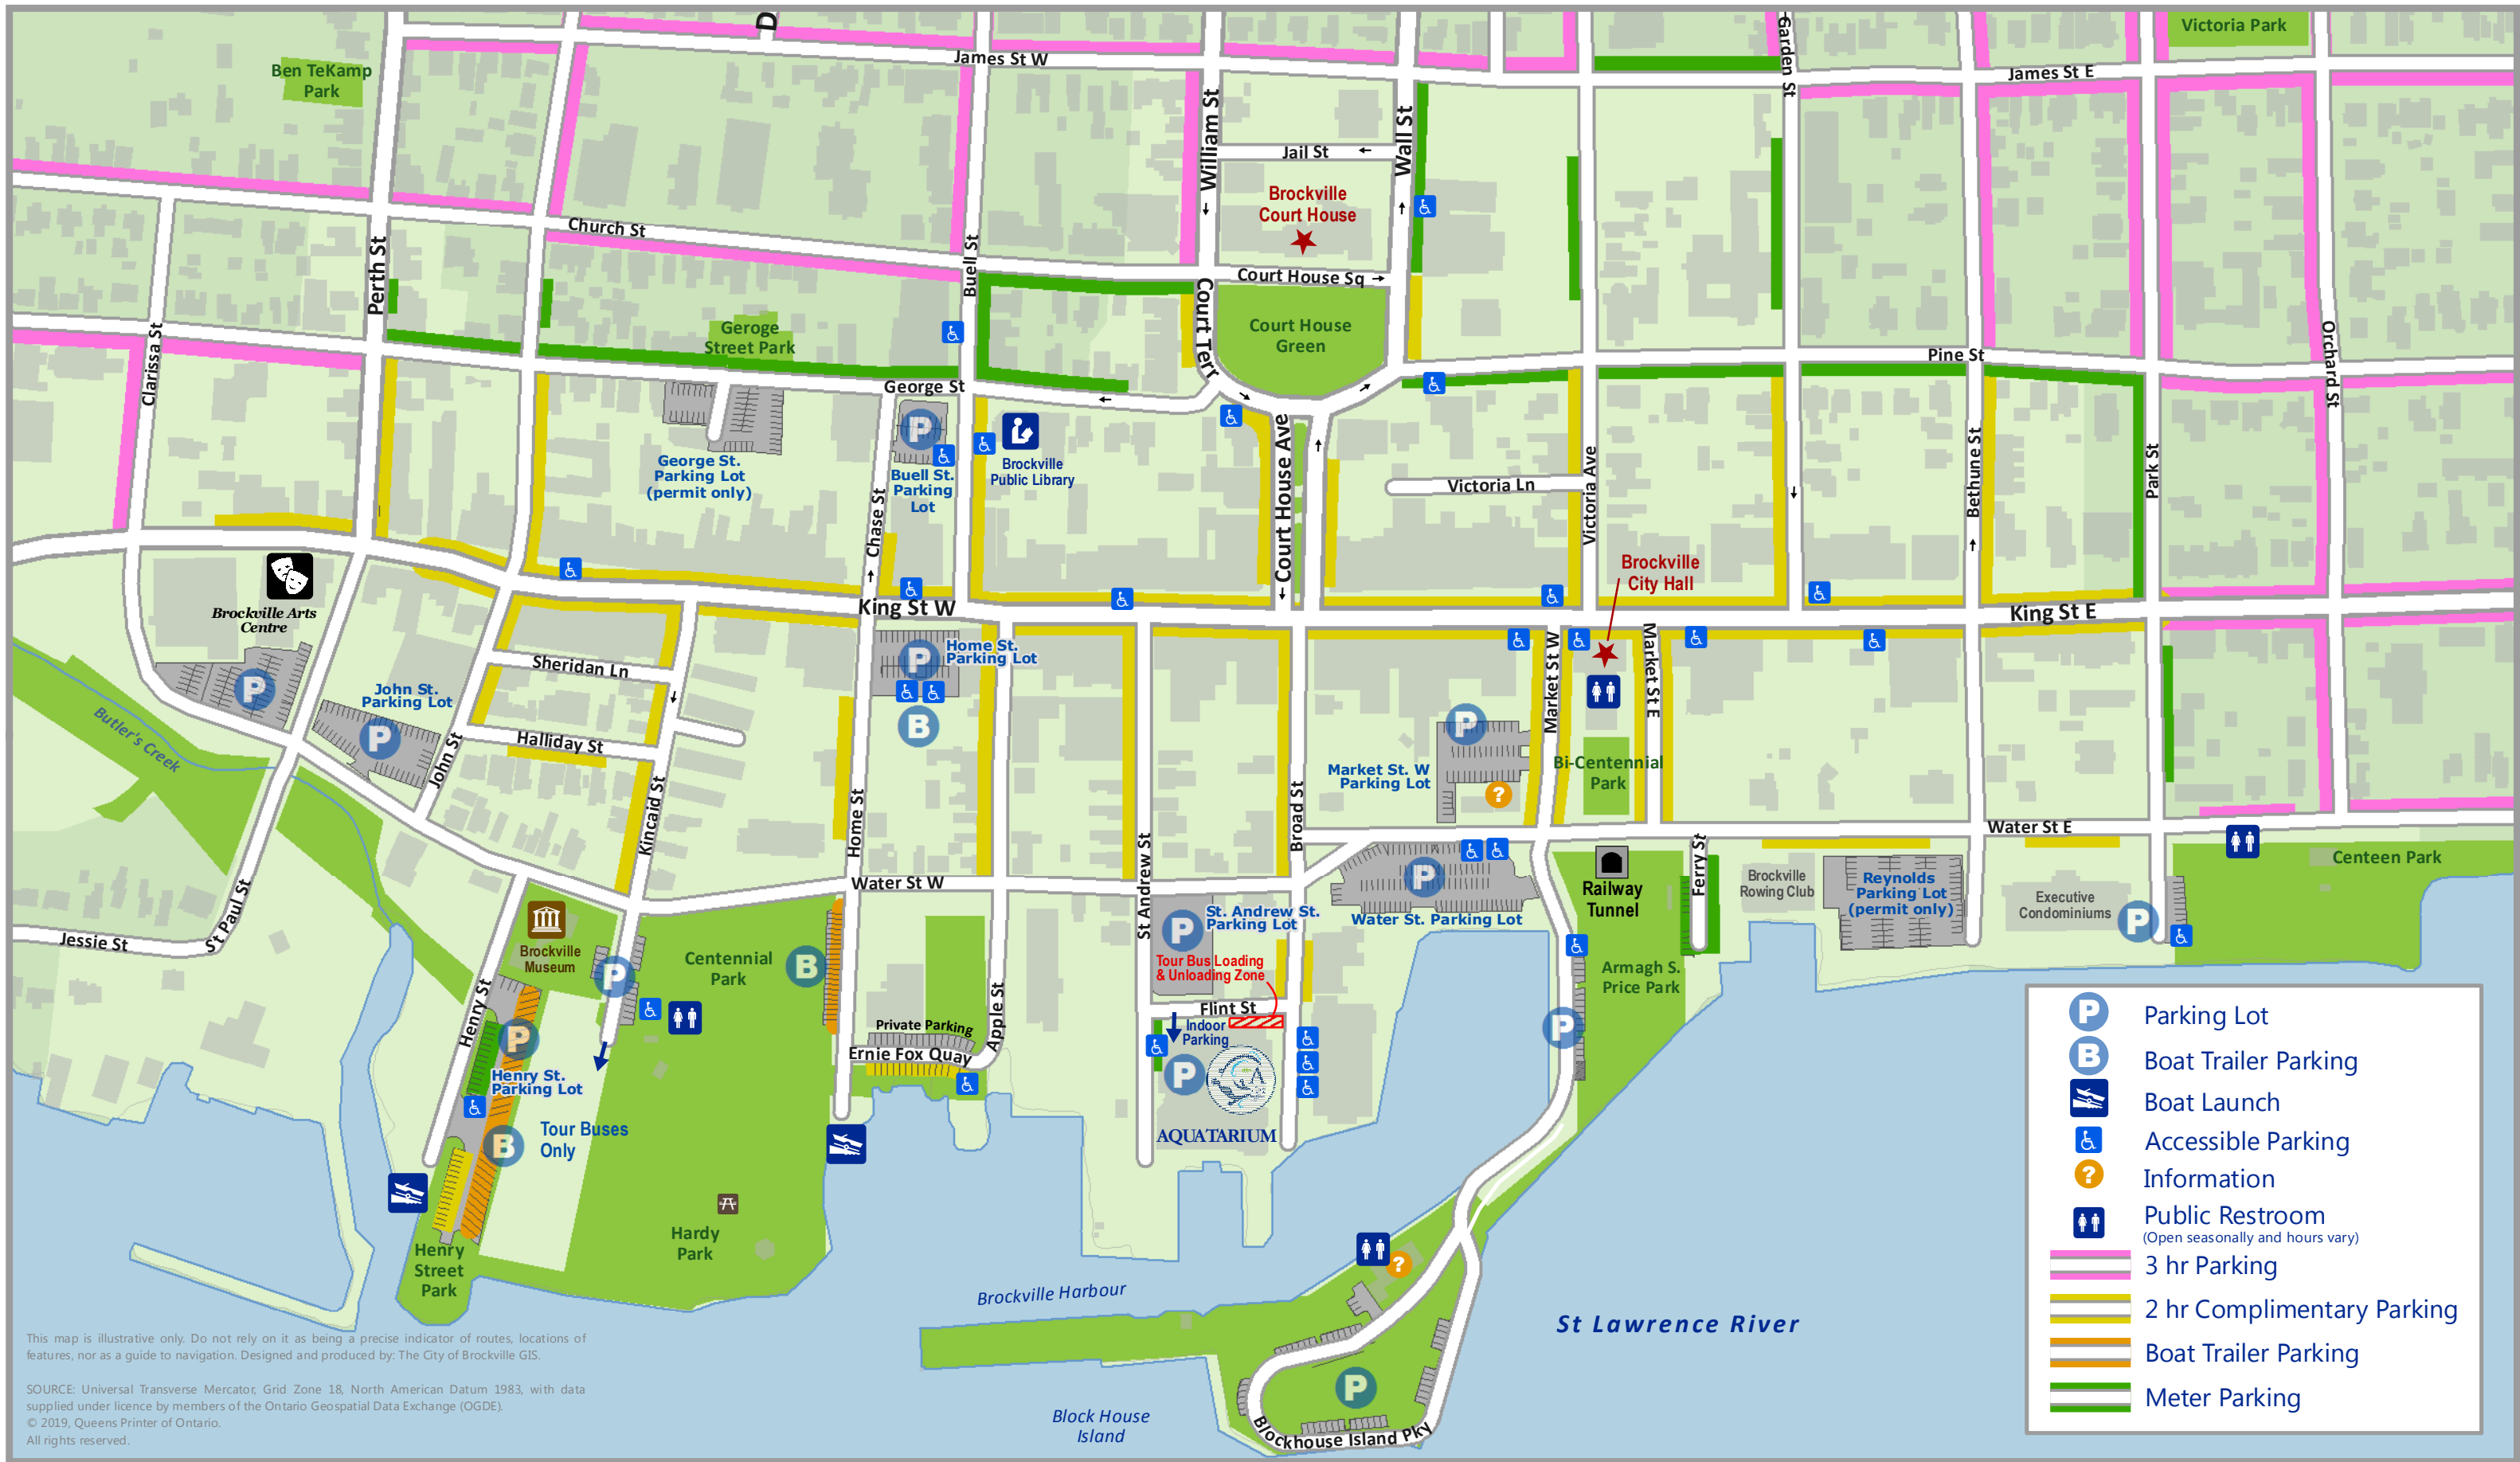 D
Garden St
Victoria Park
James St W
James St E
Ben TeKamp
Park
William St
Wall St
Jail St
Brockville
Court House
Church St
Perth St
Buell St
Court House Sq
Court Terr
Court House
Green
Geroge
Street Park
Clarissa St
Orchard St
Pine St
George St
P
George St.
Parking Lot
(permit only)
Buell St.
Parking
Lot
Brockville
Public Library
Chase St
Court House Ave
Victoria Ln
Victoria Ave
Bethune St
Park St
Brockville
City Hall
Brockville Arts
Centre
King St W
King St E
Home St.
Parking Lot
P
Sheridan Ln
Market St W
Market St E
P
John St.
Parking Lot
P
B
P
Butler's Creek
Halliday St
John St
Market St. W
Parking Lot
?
Bi-Centennial
Park
Kincaid St
Home St
Broad St
Water St E
Water St W
St Andrew St
Ferry St
Centeen Park
Railway
Tunnel
Brockville
Rowing Club
Reynolds
Parking Lot
(permit only)
Executive
Condominiums
P
P
Water St. Parking Lot
St. Andrew St.
Parking Lot
P
Tour Bus Loading
& Unloading Zone
Jessie St
St Paul St
Brockville
Museum
P
Centennial
Park
B
Armagh S.
Price Park
Henry St
P
Apple St
Flint St
Private Parking
Ernie Fox Quay
Indoor
Parking
P
A
AQUATARIUM
P
Henry St.
Parking Lot
B
Tour Buses
Only
Hardy
Park
Henry
Street
Park
?
Brockville Harbour
St Lawrence River
P
Block House
Island
Blockhouse Island Pky
P
Parking Lot
B
Boat Trailer Parking
Boat Launch
Accessible Parking
?
Information
Public Restroom
(Open seasonally and hours vary)
3 hr Parking
2 hr Complimentary Parking
Boat Trailer Parking
Meter Parking
This map is illustrative only. Do not rely on it as being a precise indicator of routes, locations of
features, nor as a guide to navigation. Designed and produced by: The City of Brockville GIS.
SOURCE: Universal Transverse Mercator, Grid Zone 18, North American Datum 1983, with data
supplied under licence by members of the Ontario Geospatial Data Exchange (OGDE).
© 2019, Queens Printer of Ontario.
All rights reserved.